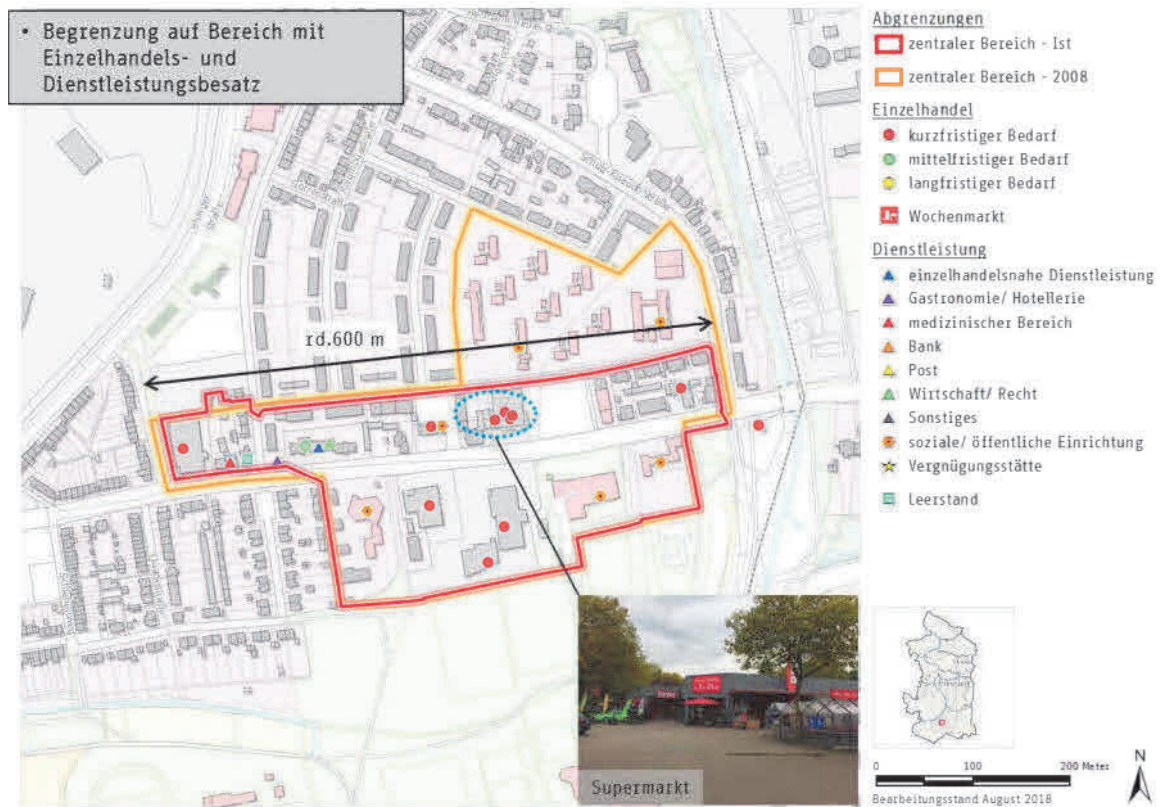 • Begrenzung auf Bereich mit
Einzelhandels- und
Dienstleistungsbesatz
rd.600 m
Supermarkt
Abgrenzungen
zentraler Bereich - Ist
zentraler Bereich - 2008
Einzelhandel
kurzfristiger Bedarf
mittelfristiger Bedarf
langfristiger Bedarf
Wochenmarkt
Dienstleistung
einzelhandelsnahe Dienstleistung
Gastronomie/ Hotellerie
medizinischer Bereich
Bank
Post
Wirtschaft/ Recht
Sonstiges
soziale/ öffentliche Einrichtung
Vergnügungsstätte
Leerstand
0 100 200 Meter
N
Bearbeitungsstand August 2018